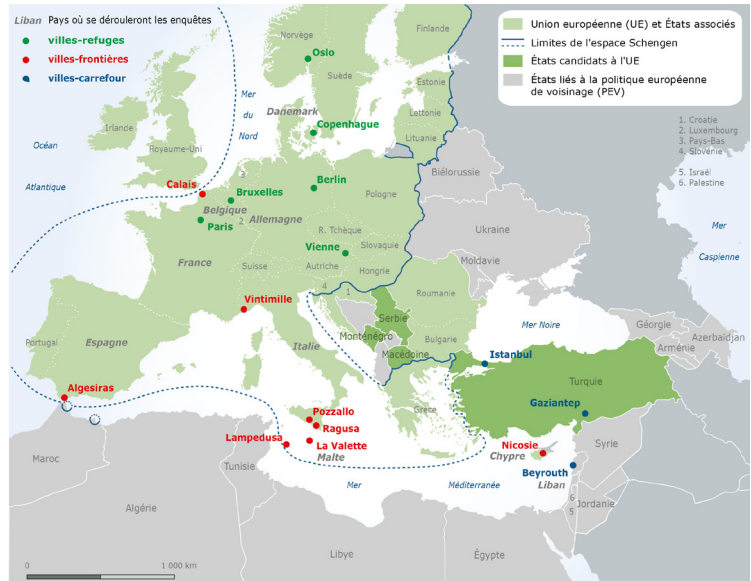 Liban Pays où se dérouleront les enquêtes
villes-refuges
villes-frontières
villes-carrefour
Union européenne (UE) et États associés
Limites de l'espace Schengen
États candidats à l'UE
États liés à la politique européenne
de voisinage (PEV)
1. Croatie
2. Luxembourg
3. Pays-Bas
4. Slovénie
5. Israël
6. Palestine
Norvège
Finlande
Oslo
Suède
Estonie
Mer
du
Nord
Danemark
Lettonie
Copenhague
Lituanie
Irlande
Royaume-Uni
Océan
Atlantique
3
Calais
Bruxelles
Berlin
Pologne
Biélorussie
Belgique
Allemagne
2
Paris
Ukraine
Mer
Caspienne
R. Tchèque
Vienne
Slovaquie
France
Suisse
Autriche
Hongrie
Moldavie
4
1
Roumanie
Vintimille
Serbie
Mer Noire
Géorgie
Azerbaïdjan
Arménie
Monténégro
Bulgarie
Italie
Macédoine
Istanbul
Portugal
Espagne
Turquie
Gaziantep
Algesiras
Grèce
Pozzallo
Ragusa
Lampedusa
La Valette
Malte
Nicosie
Chypre
Syrie
Beyrouth
Liban
Maroc
Tunisie
Mer
Méditerranée
6
5
Jordanie
Algérie
Libye
Égypte
0
1 000 km